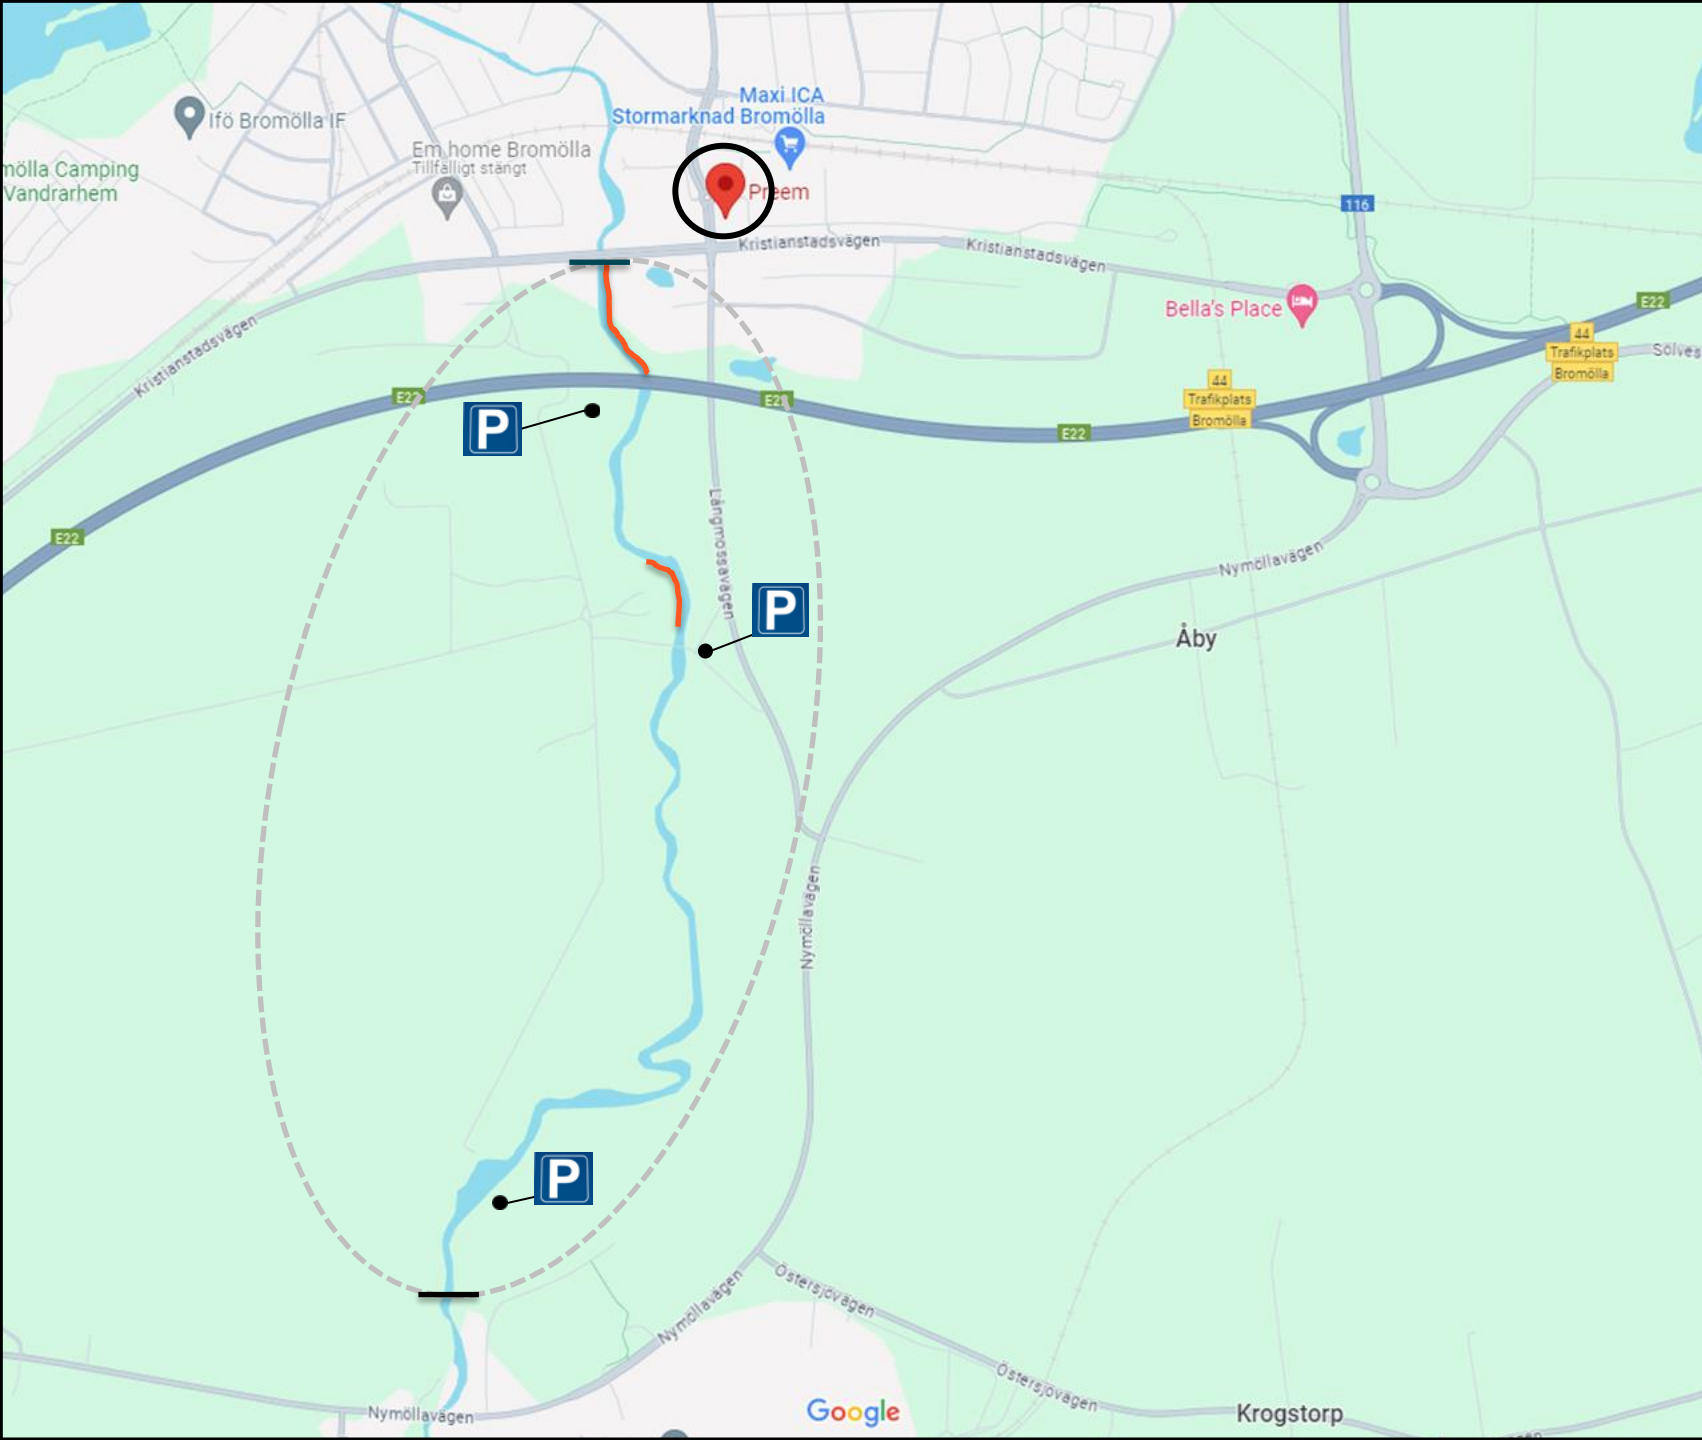 Maxi ICA
Stormarknad Bromölla
Ifö Bromölla IF
Em home Bromölla
Tillfälligt stängt
mölla Camping
Vandrarhem
Preem
116
Kristianstadsvägen
Kristianstadsvägen
Bella's Place
E22
44
Trafikplats
Bromölla
Sölves
Kristianstadsvägen
44
Trafikplats
Bromölla
E22
E22
E22
P
E22
Långmossavägen
Nymöllavägen
P
Åby
Nymöllavägen
P
Östersjövägen
Nymöllavägen
Östersjövägen
Nymöllavägen
Google
Krogstorp